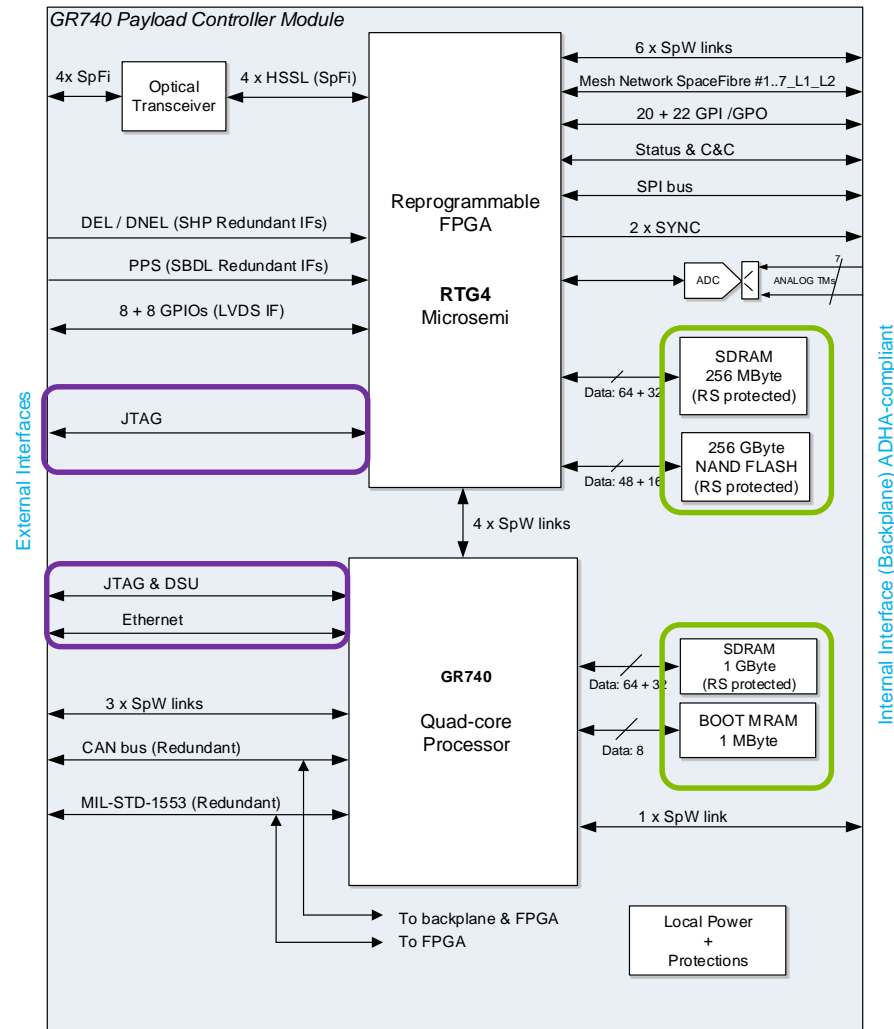 GR740 Payload Controller Module
4x SpFi
Optical
Transceiver
4 x HSSL (SpFi)
DEL / DNEL (SHP Redundant IFs)
PPS (SBDL Redundant IFs)
8 + 8 GPIOs (LVDS IF)
JTAG
Reprogrammable
FPGA
RTG4
Microsemi
6 x SpW links
Mesh Network SpaceFibre #1..7_L1_L2
20 + 22 GPI /GPO
Status & C&C
SPI bus
2 x SYNC
ADC
7
ANALOG TMs
SDRAM
256 MByte
(RS protected)
Data: 64 + 32
256 GByte
NAND FLASH
(RS protected)
Data: 48 + 16
4 x SpW links
External Interfaces
Internal Interface (Backplane) ADHA-compliant
JTAG & DSU
Ethernet
3 x SpW links
CAN bus (Redundant)
MIL-STD-1553 (Redundant)
GR740
Quad-core
Processor
SDRAM
1 GByte
(RS protected)
Data: 64 + 32
BOOT MRAM
1 MByte
Data: 8
1 x SpW link
To backplane & FPGA
To FPGA
Local Power
+
Protections